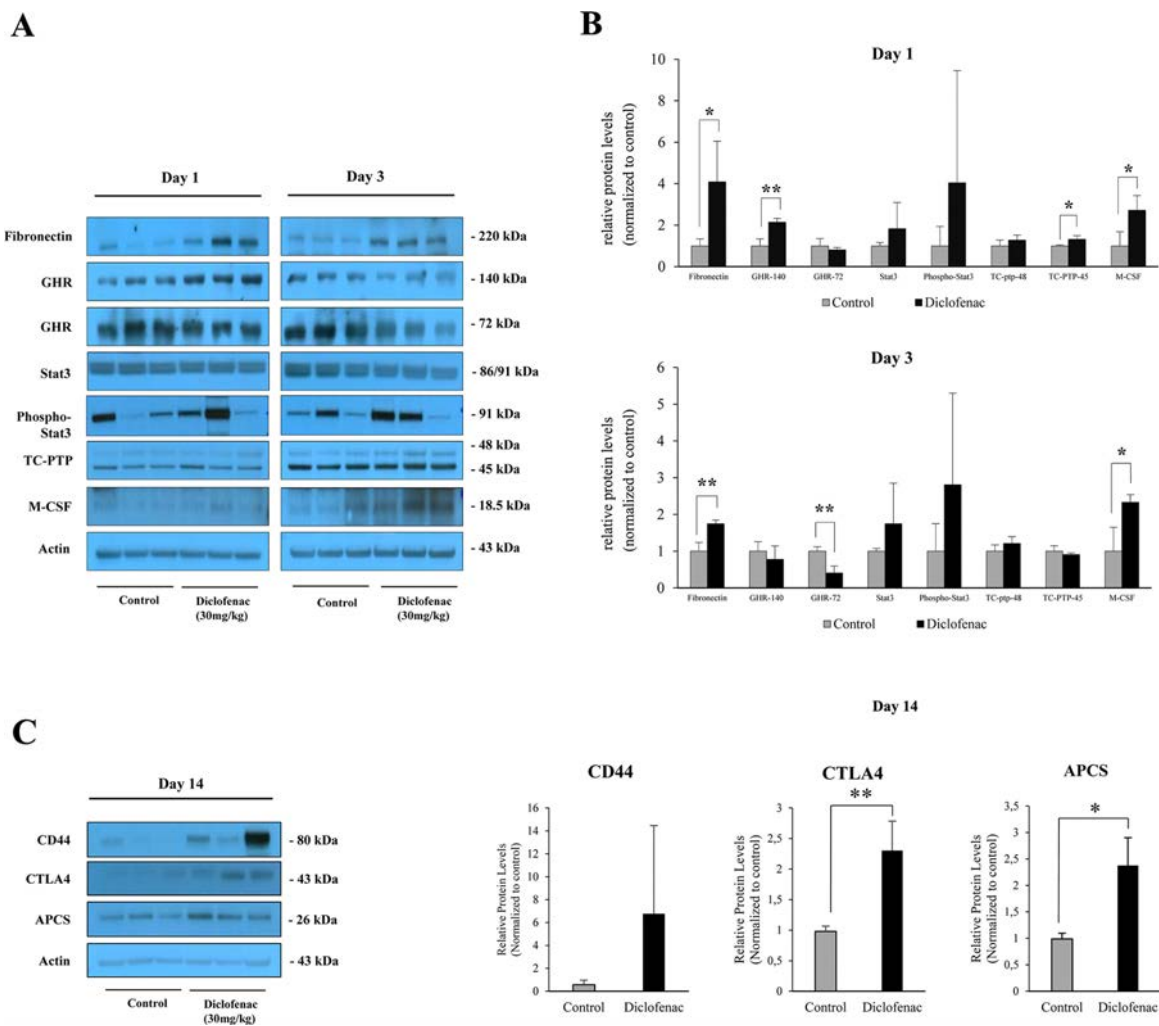 A
Day 1
Day 3
Fibronectin
- 220 kDa
GHR
- 140 kDa
GHR
- 72 kDa
Stat3
- 86/91 kDa
Phospho-
Stat3
- 91 kDa
TC-PTP
- 48 kDa
- 45 kDa
M-CSF
- 18.5 kDa
Actin
- 43 kDa
Control
Diclofenac
(30mg/kg)
Control
Diclofenac
(30mg/kg)
B
Day 1
relative protein levels
(normalized to control)
10
8
6
4
2
0
*
**
*
*
Fibronectin GHR-140 GHR-72 Stat3 Phospho-Stat3 TC-ptp-48 TC-PTP-45 M-CSF
Control Diclofenac
Day 3
relative protein levels
(normalized to control)
6
5
4
3
2
1
0
**
**
*
Fibronectin GHR-140 GHR-72 Stat3 Phospho-Stat3 TC-ptp-48 TC-PTP-45 M-CSF
Control Diclofenac
C
Day 14
CD44
- 80 kDa
CTLA4
- 43 kDa
APCS
- 26 kDa
Actin
- 43 kDa
Control
Diclofenac
(30mg/kg)
Day 14
CD44
Relative Protein Levels
(Normalized to control)
16
14
12
10
8
6
4
2
0
Control Diclofenac
CTLA4
**
Relative Protein Levels
(Normalized to control)
3
2,5
2
1,5
1
0,5
0
Control Diclofenac
APCS
*
Relative Protein Levels
(Normalized to control)
3,5
3
2,5
2
1,5
1
0,5
0
Control Diclofenac